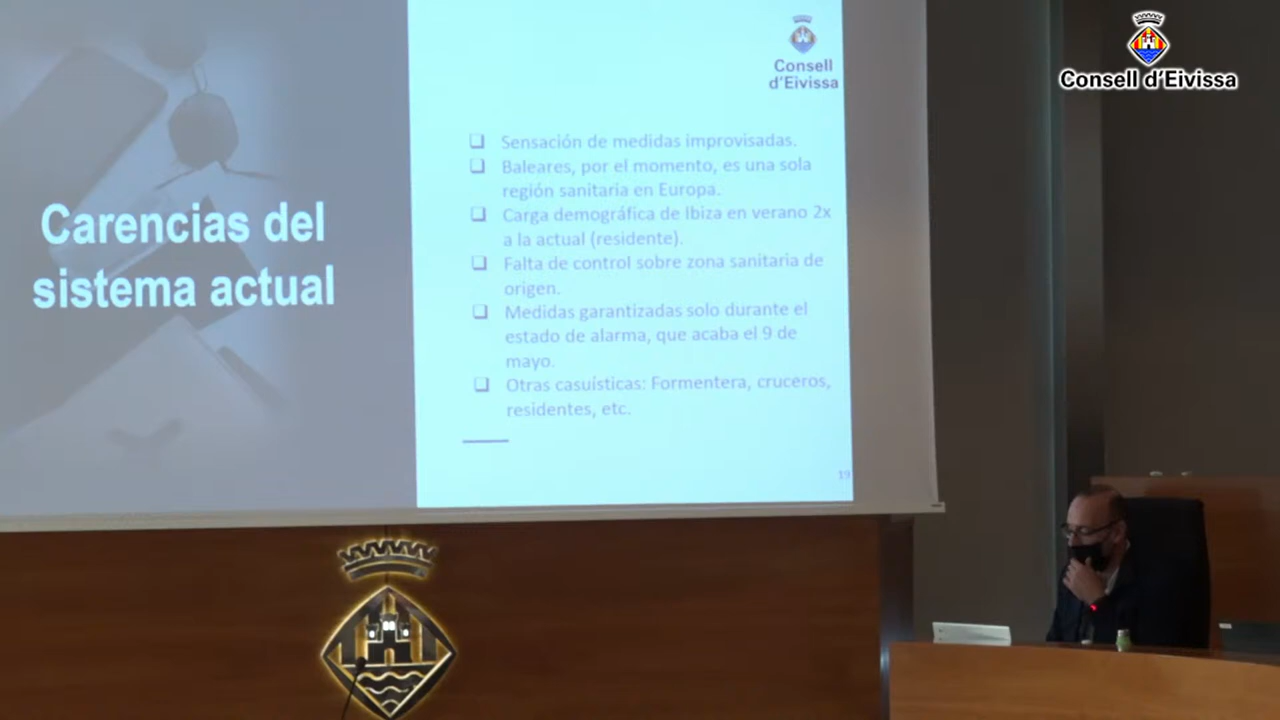 Consell
d'Eivissa
Consell d'Eivissa
Carencias del
sistema actual
❑ Sensación de medidas improvisadas.
❑ Baleares, por el momento, es una sola
región sanitaria en Europa.
❑ Carga demográfica de Ibiza en verano 2x
a la actual (residente).
❑ Falta de control sobre zona sanitaria de
origen.
❑ Medidas garantizadas solo durante el
estado de alarma, que acaba el 9 de
mayo.
❑ Otras casuísticas: Formentera, cruceros,
residentes, etc.
19